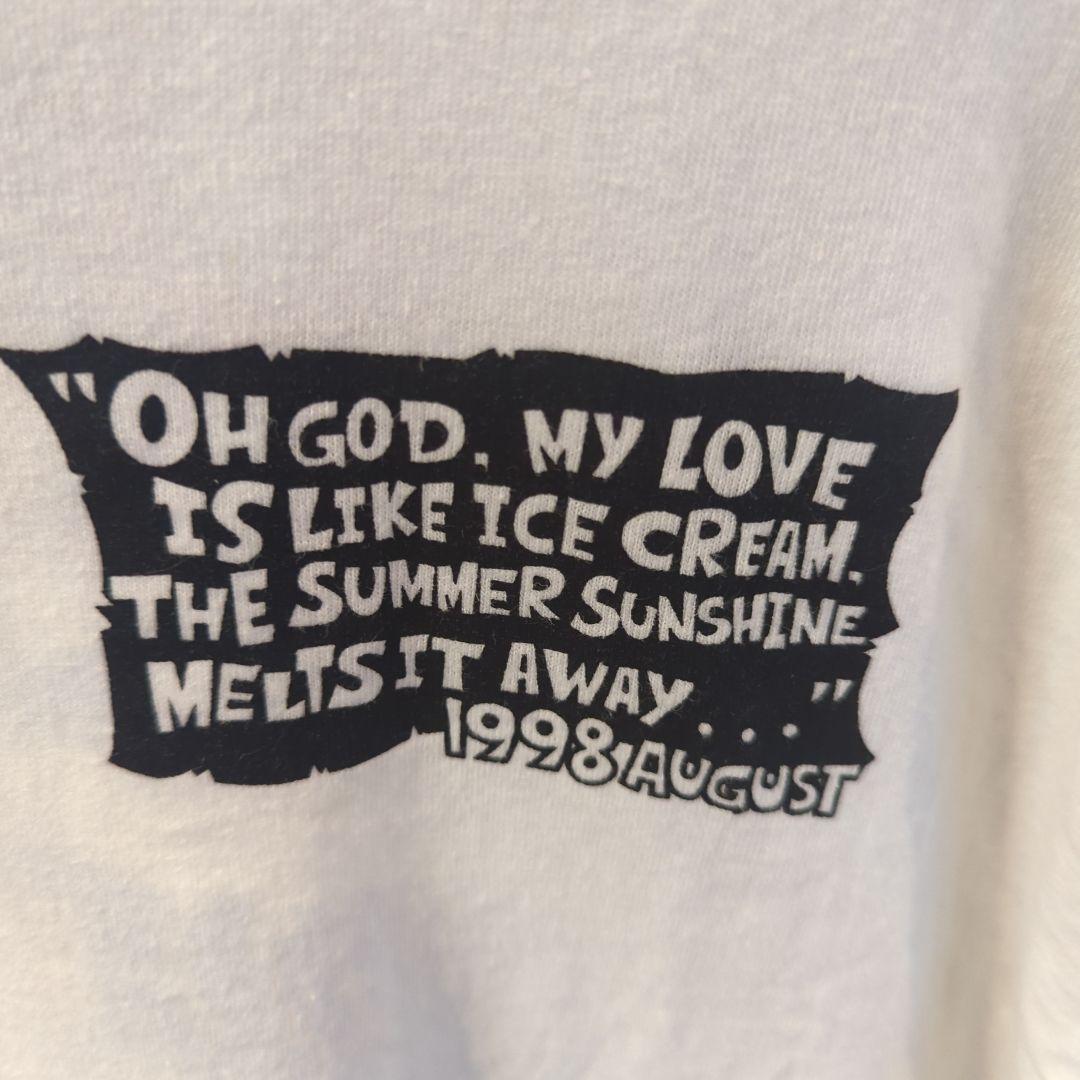 "OH GOD. MY LOVE
IS LIKE ICE CREAM.
THE SUMMER SUNSHINE
MELTS IT AWAY..."
1998 AUGUST